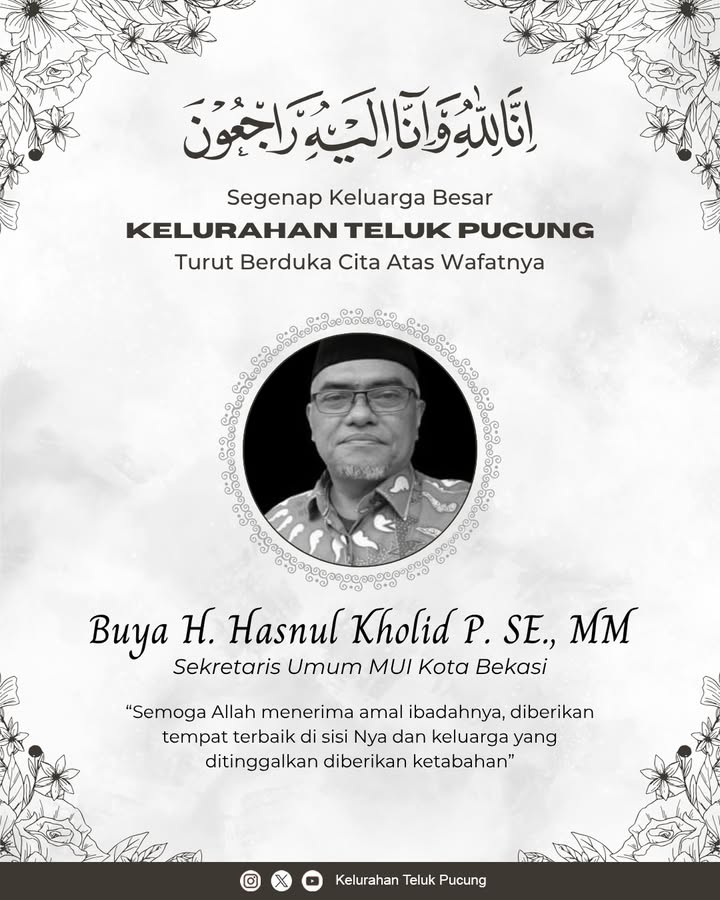 اِنَّالِلّٰهِ وَاِنَّآ اِلَيْهِ رَاجِعُوْنَ
Segenap Keluarga Besar
KELURAHAN TELUK PUCUNG
Turut Berduka Cita Atas Wafatnya
Buya H. Hasnul Kholid P. SE., MM
Sekretaris Umum MUI Kota Bekasi
“Semoga Allah menerima amal ibadahnya, diberikan
tempat terbaik di sisi Nya dan keluarga yang
ditinggalkan diberikan ketabahan”
Kelurahan Teluk Pucung